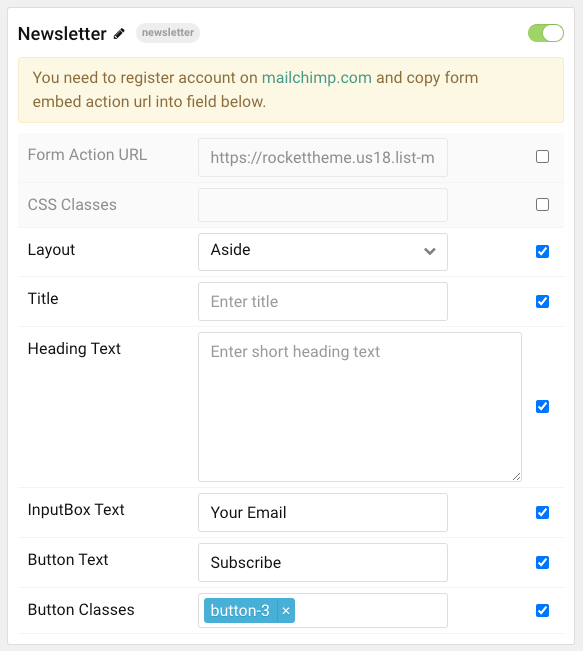 Newsletter newsletter
You need to register account on mailchimp.com and copy form
embed action url into field below.
Form Action URL https://rockettheme.us18.list-m
CSS Classes
Layout Aside
Title Enter title
Heading Text Enter short heading text
InputBox Text Your Email
Button Text Subscribe
Button Classes button-3 ×